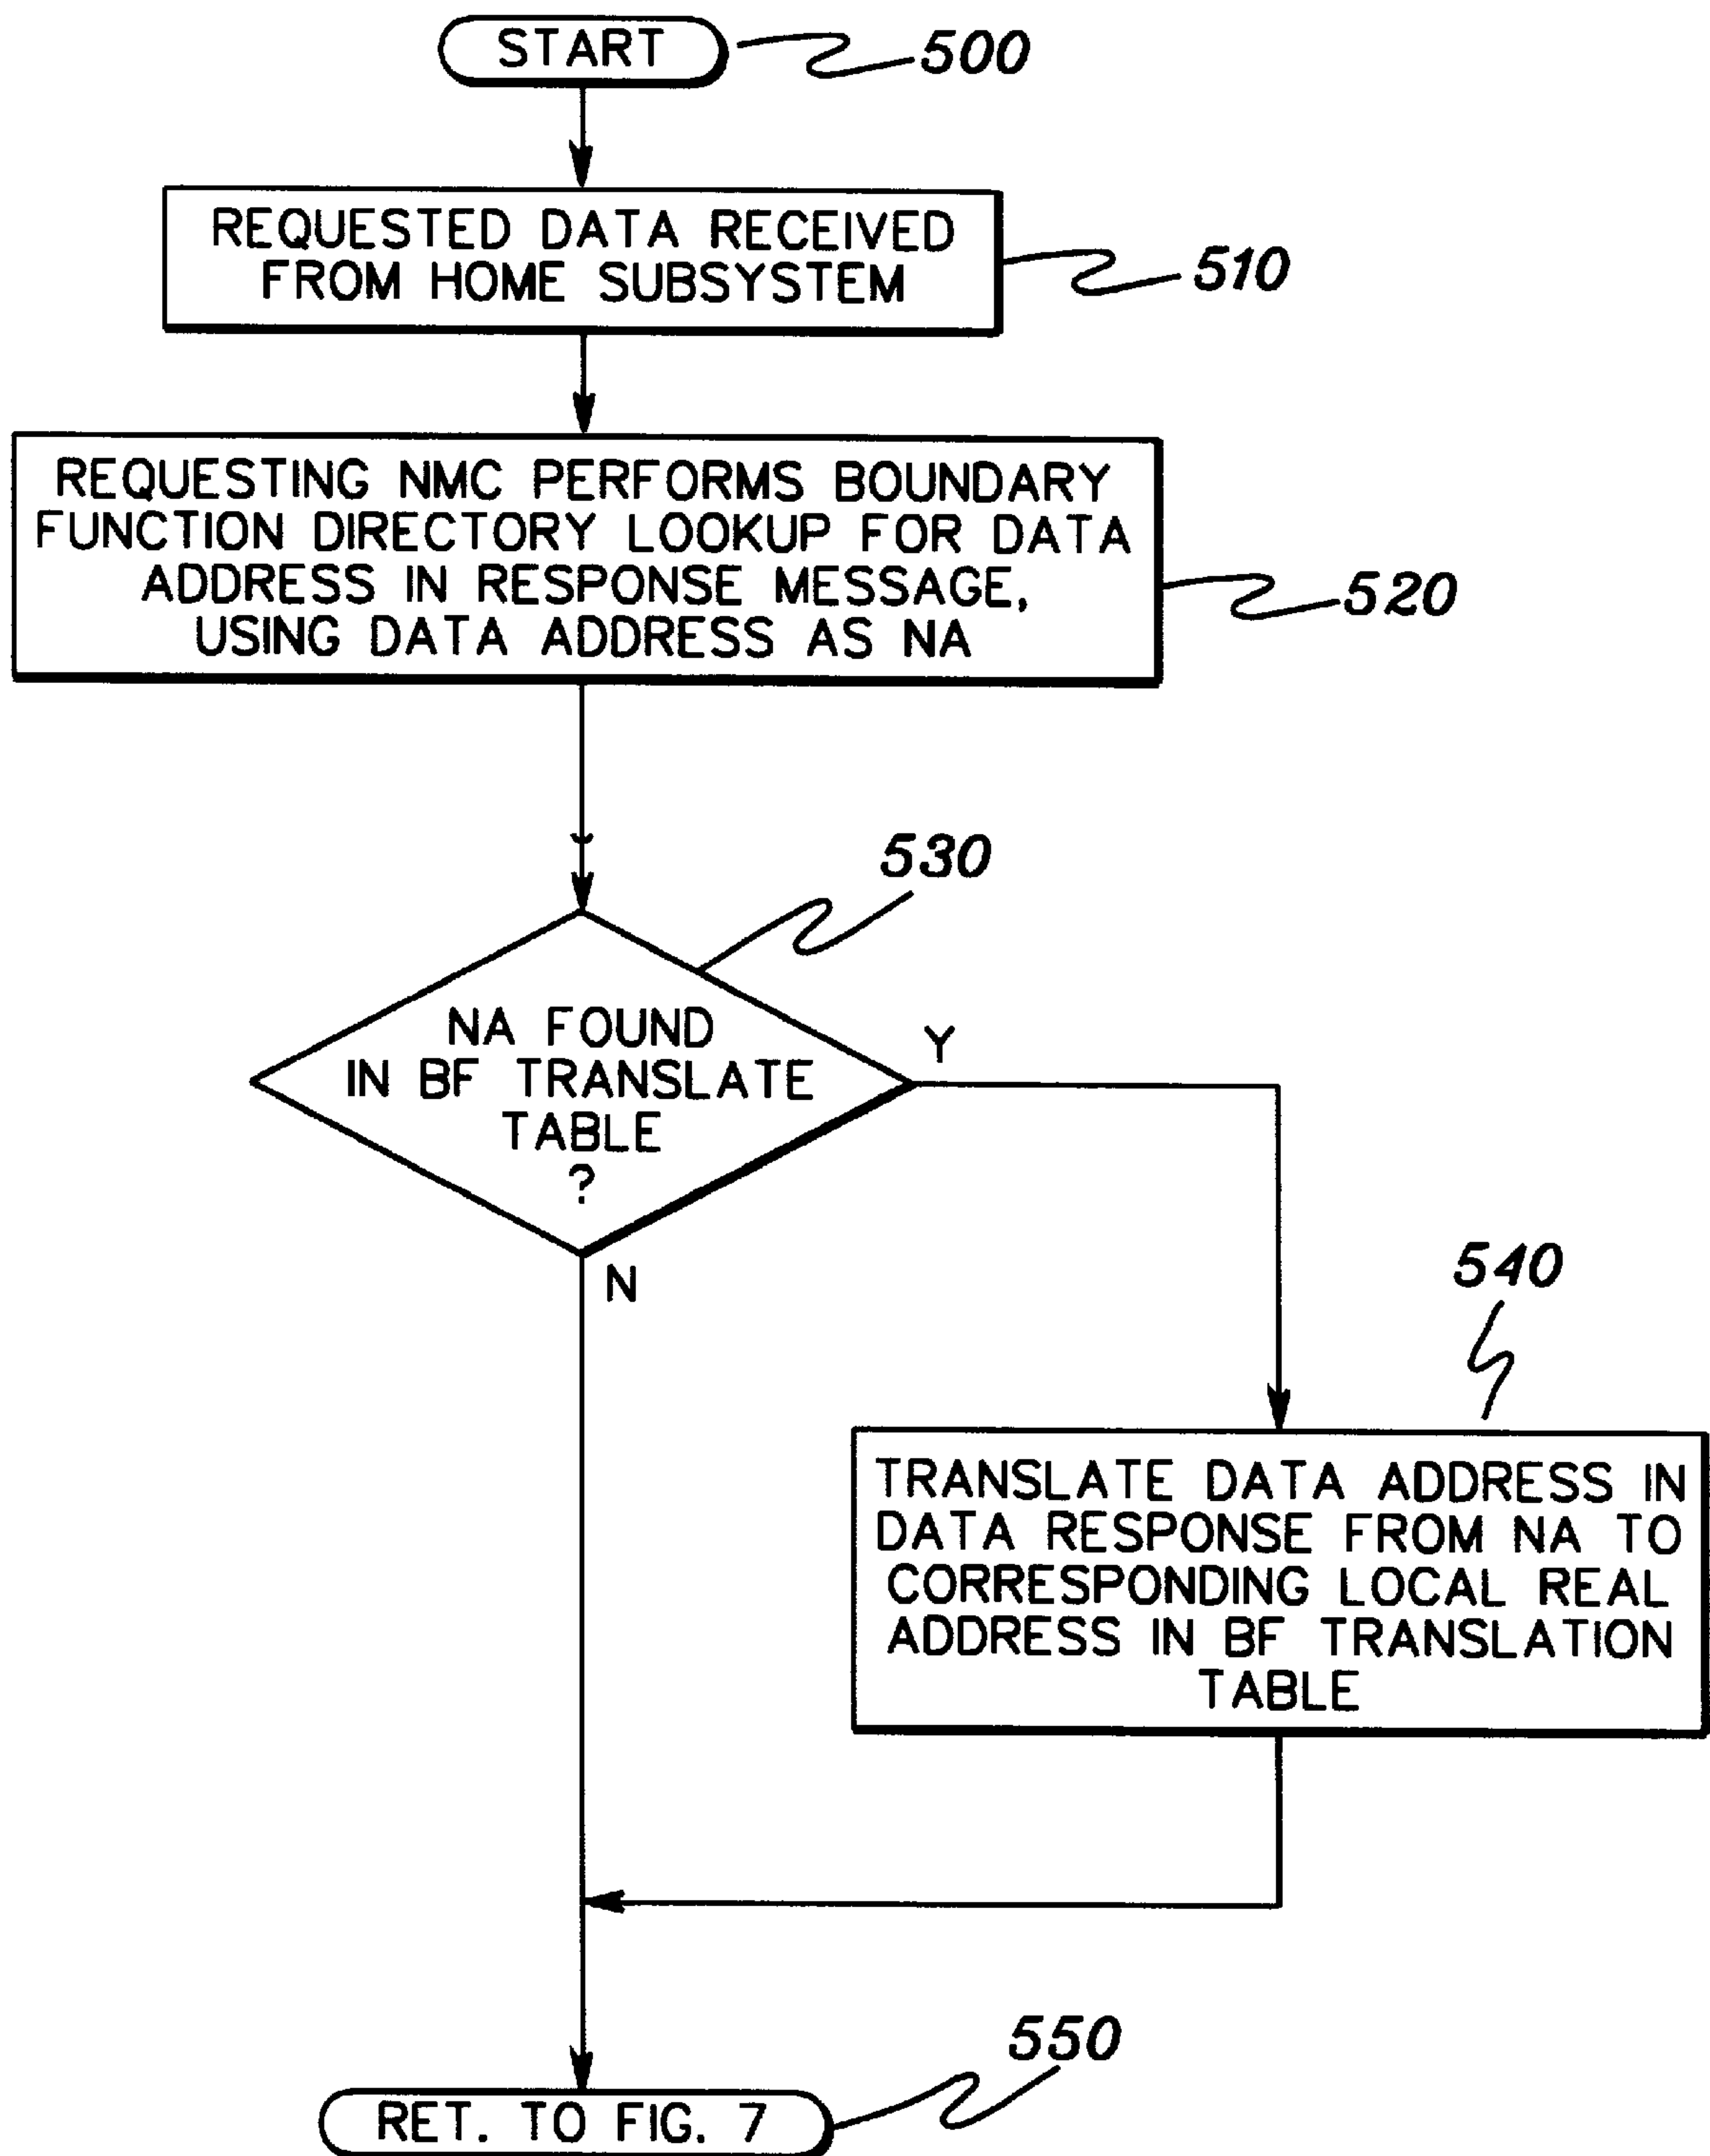 START
500
REQUESTED DATA RECEIVED
FROM HOME SUBSYSTEM
510
REQUESTING NMC PERFORMS BOUNDARY
FUNCTION DIRECTORY LOOKUP FOR DATA
ADDRESS IN RESPONSE MESSAGE,
USING DATA ADDRESS AS NA
520
530
NA FOUND
IN BF TRANSLATE
TABLE
?
Y
N
540
TRANSLATE DATA ADDRESS IN
DATA RESPONSE FROM NA TO
CORRESPONDING LOCAL REAL
ADDRESS IN BF TRANSLATION
TABLE
550
RET. TO FIG. 7